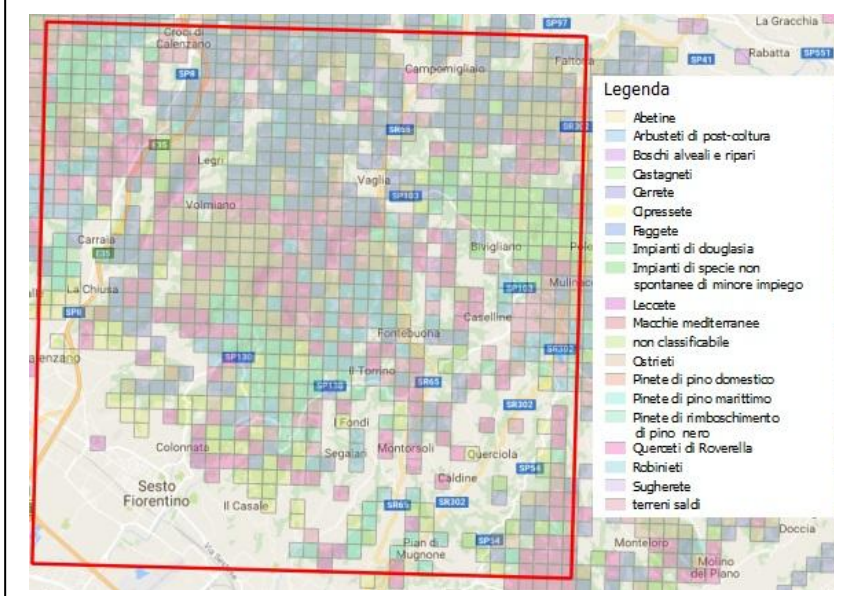 SP97
La Gracchia
Croci di
Calenzano
SP41
Rabatta
SP551
Fattoria
Campomigliaio
SP8
Legenda
Abetine
Arbusteti di post-coltura
Boschi alveali e ripari
Castagneti
Cerrete
Cipressete
Faggete
Impianti di douglasia
Impianti di specie non
spontanee di minore impiego
Leccete
Macchie mediterranee
non classificabile
Ostrieti
Pinete di pino domestico
Pinete di pino marittimo
Pinete di rimboschimento
di pino nero
Querceti di Roverella
Robinieti
Sugherete
terreni saldi
SR65
SR302
E35
Legri
Vaglia
SP103
Volmiano
Carraia
E35
Bivigliano
La Chiusa
SP103
SP8
Caselline
Fontebuona
SP130
SR302
Il Torrino
SP130
SR65
SR302
I Fondi
Colonnata
Segalari
Montorsoli
Querciola
SP54
Caldine
Sesto
Fiorentino
Il Casale
SR65
SR302
Pian di
Mugnone
SP54
Monteloro
Doccia
Molino
del Piano